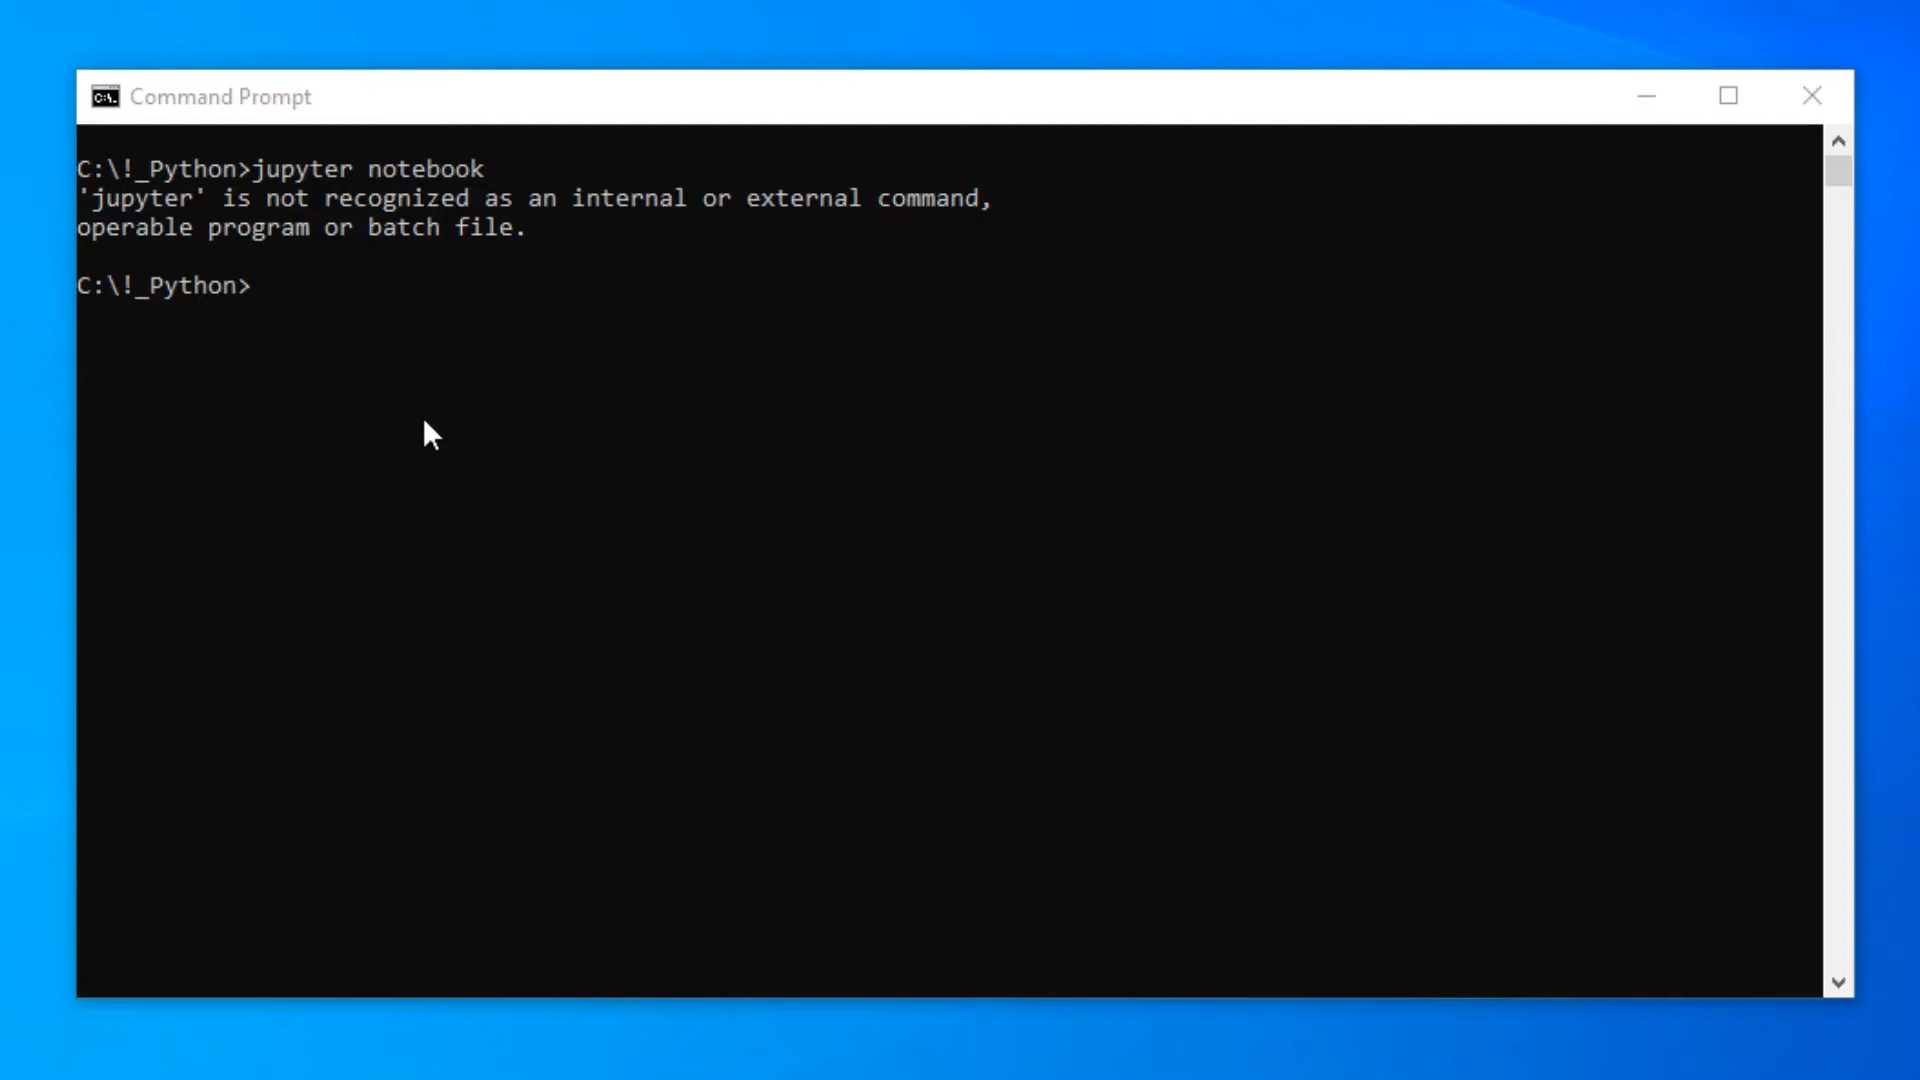 Command Prompt
C:\!_Python>jupyter notebook
'jupyter' is not recognized as an internal or external command,
operable program or batch file.
C:\!_Python>